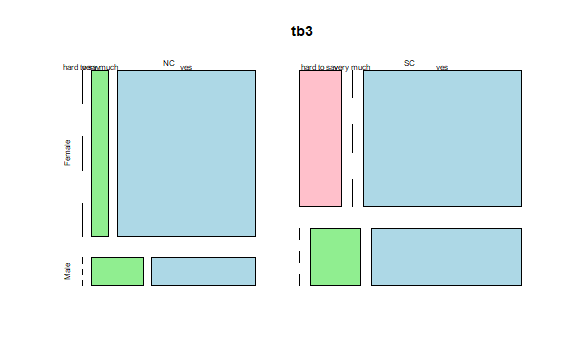 tb3
NC SC
hard to say very much yes hard to say very much yes
Female
Male